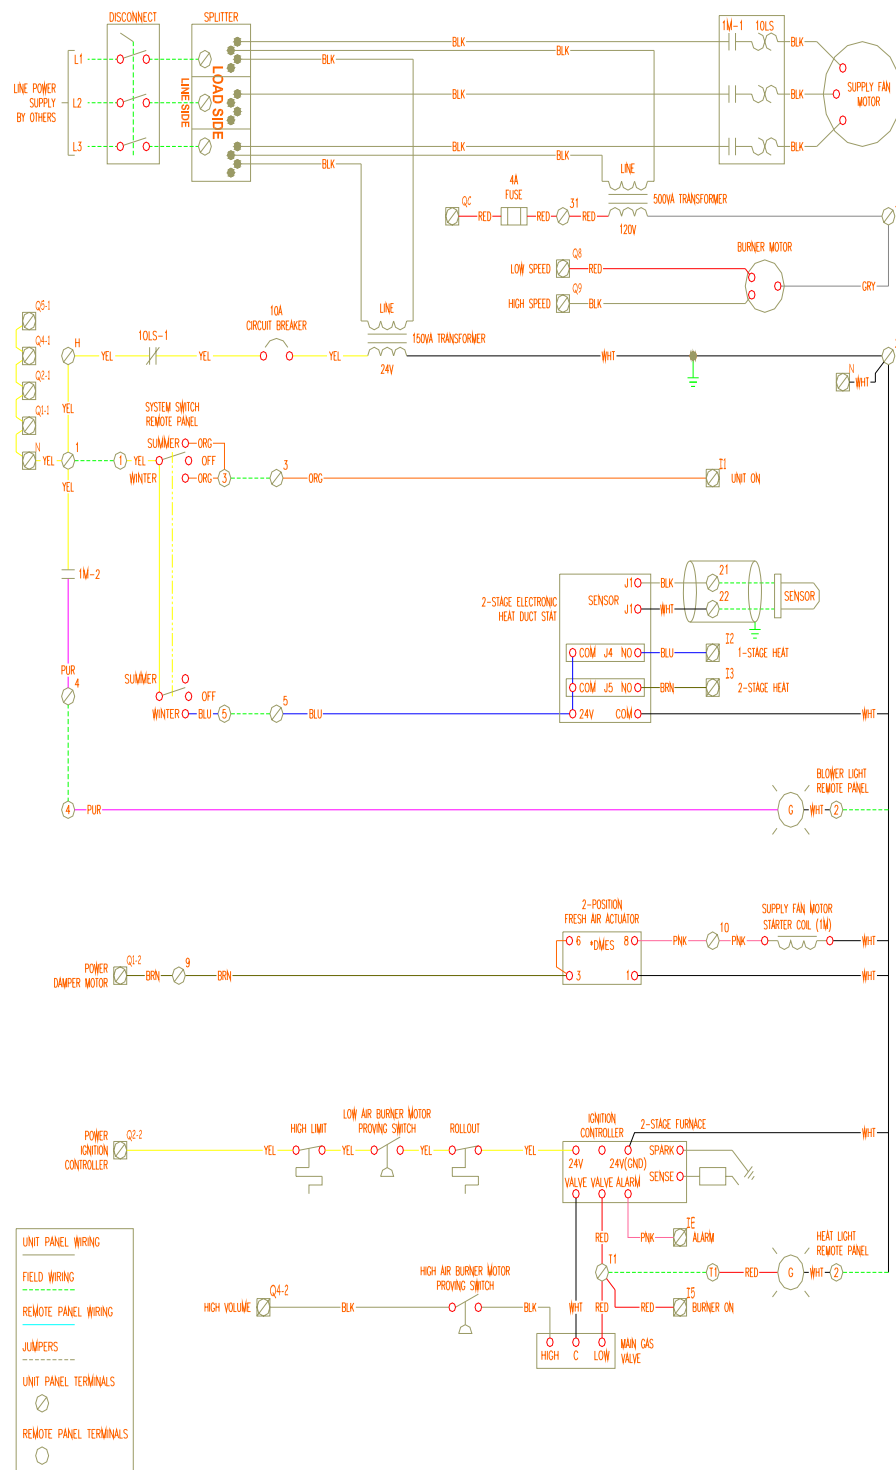 DISCONNECT
SPLITTER
1M-1
10LS
BLK
BLK
BLK
BLK
L1
LINE POWER
SUPPLY
BY OTHERS
L2
L3
LINE SIDE
LOAD SIDE
SUPPLY FAN
MOTOR
BLK
BLK
BLK
BLK
BLK
BLK
LINE
4A
FUSE
QC
RED
RED
31
RED
500VA TRANSFORMER
120V
BURNER MOTOR
LOW SPEED
Q8
RED
HIGH SPEED
Q9
BLK
GRY
Q5-1
Q4-1
Q2-1
Q1-1
N
YEL
H
YEL
10LS-1
YEL
10A
CIRCUIT BREAKER
YEL
LINE
150VA TRANSFORMER
24V
WHT
N
WHT
YEL
SYSTEM SWITCH
REMOTE PANEL
SUMMER
ORG
OFF
1
1
YEL
WINTER
ORG
3
3
ORG
I1
UNIT ON
YEL
1M-2
2-STAGE ELECTRONIC
HEAT DUCT STAT
SENSOR
J1
BLK
21
J1
WHT
22
SENSOR
COM J4 NO
BLU
I2
1-STAGE HEAT
COM J5 NO
BRN
I3
2-STAGE HEAT
24V
COM
WHT
PUR
4
SUMMER
OFF
WINTER
BLU
5
5
BLU
4
PUR
BLOWER LIGHT
REMOTE PANEL
G
WHT
2
2-POSITION
FRESH AIR ACTUATOR
6
*DMES
8
3
1
PNK
10
PNK
SUPPLY FAN MOTOR
STARTER COIL (1M)
WHT
WHT
POWER
DAMPER MOTOR
Q1-2
BRN
9
BRN
POWER
IGNITION
CONTROLLER
Q2-2
YEL
HIGH LIMIT
YEL
LOW AIR BURNER MOTOR
PROVING SWITCH
YEL
ROLLOUT
YEL
IGNITION
CONTROLLER
2-STAGE FURNACE
WHT
24V
24V(GND)
SPARK
SENSE
VALVE VALVE ALARM
RED
PNK
IE
ALARM
T1
T1
RED
HEAT LIGHT
REMOTE PANEL
G
WHT
2
HIGH VOLUME
Q4-2
BLK
HIGH AIR BURNER MOTOR
PROVING SWITCH
BLK
WHT
RED
RED
I5
BURNER ON
HIGH
C
LOW
MAIN GAS
VALVE
UNIT PANEL WIRING
FIELD WIRING
REMOTE PANEL WIRING
JUMPERS
UNIT PANEL TERMINALS
REMOTE PANEL TERMINALS